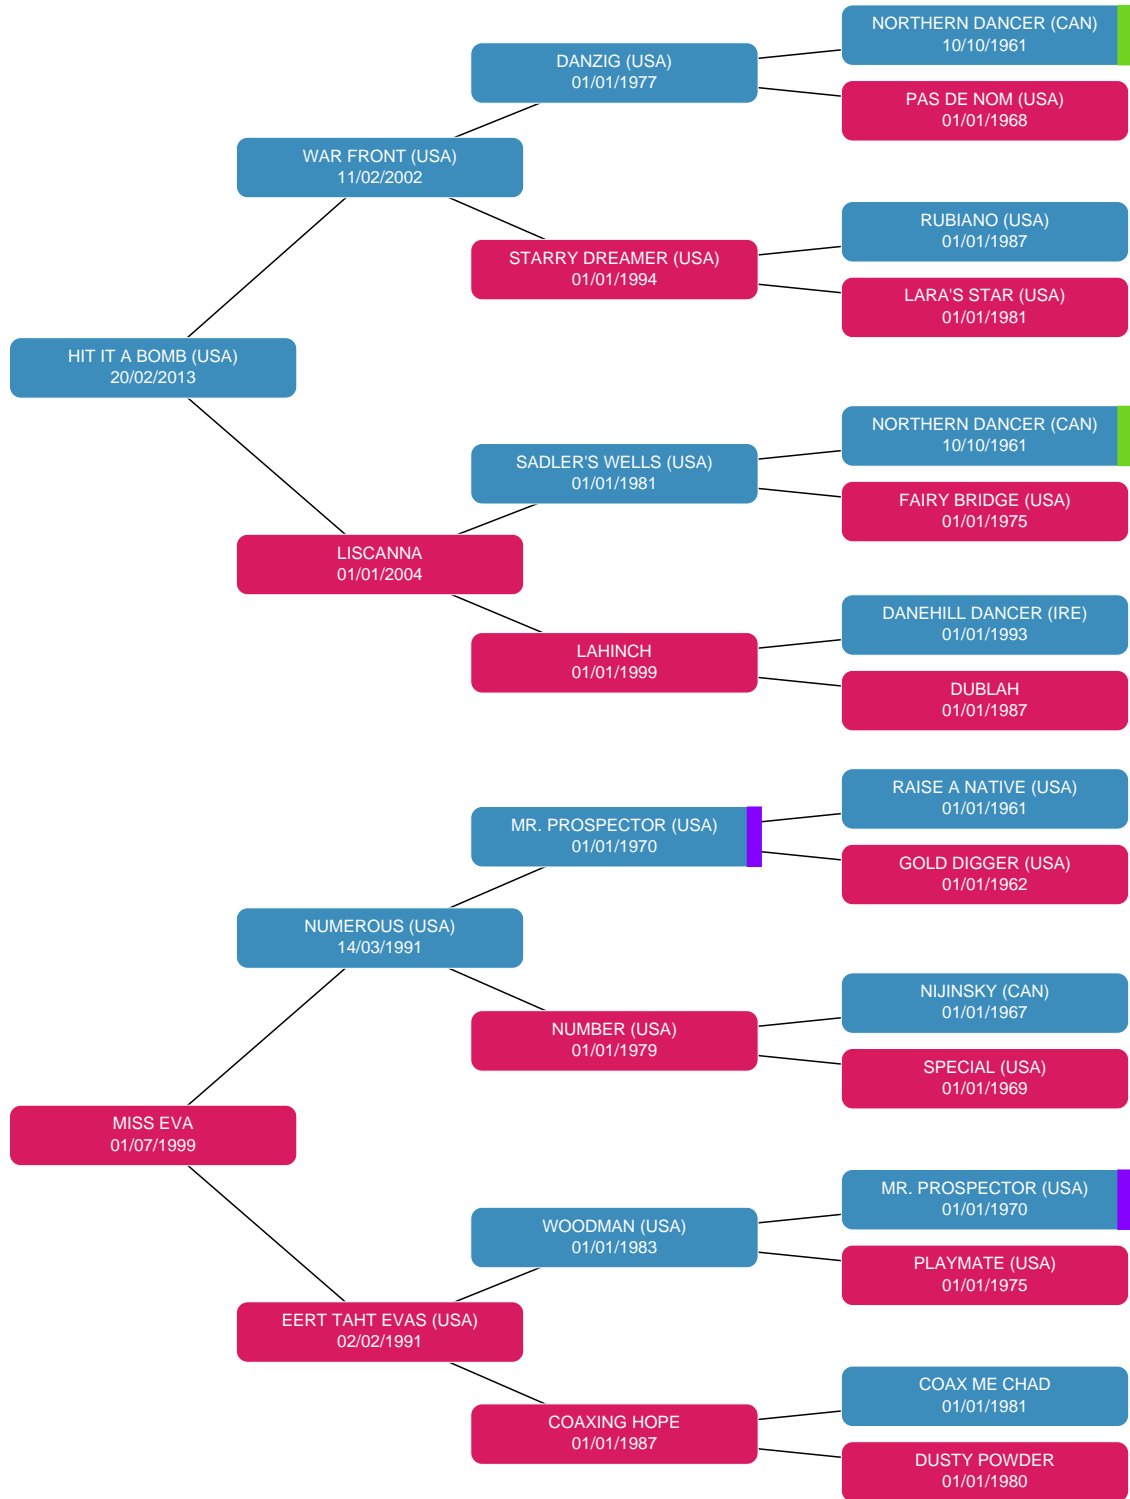 NORTHERN DANCER (CAN)
10/10/1961
DANZIG (USA)
01/01/1977
PAS DE NOM (USA)
01/01/1968
WAR FRONT (USA)
11/02/2002
RUBIANO (USA)
01/01/1987
STARRY DREAMER (USA)
01/01/1994
LARA'S STAR (USA)
01/01/1981
HIT IT A BOMB (USA)
20/02/2013
NORTHERN DANCER (CAN)
10/10/1961
SADLER'S WELLS (USA)
01/01/1981
FAIRY BRIDGE (USA)
01/01/1975
LISCANNA
01/01/2004
DANEHILL DANCER (IRE)
01/01/1993
LAHINCH
01/01/1999
DUBLAH
01/01/1987
RAISE A NATIVE (USA)
01/01/1961
MR. PROSPECTOR (USA)
01/01/1970
GOLD DIGGER (USA)
01/01/1962
NUMEROUS (USA)
14/03/1991
NIJINSKY (CAN)
01/01/1967
NUMBER (USA)
01/01/1979
SPECIAL (USA)
01/01/1969
MISS EVA
01/07/1999
MR. PROSPECTOR (USA)
01/01/1970
WOODMAN (USA)
01/01/1983
PLAYMATE (USA)
01/01/1975
EERT TAHT EVAS (USA)
02/02/1991
COAX ME CHAD
01/01/1981
COAXING HOPE
01/01/1987
DUSTY POWDER
01/01/1980